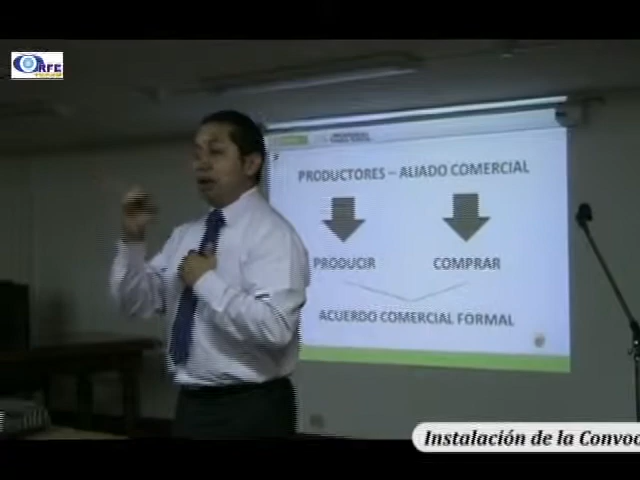 ORFE
PRODUCTORES – ALIADO COMERCIAL
PRODUCIR
COMPRAR
ACUERDO COMERCIAL FORMAL
Instalación de la Convoc